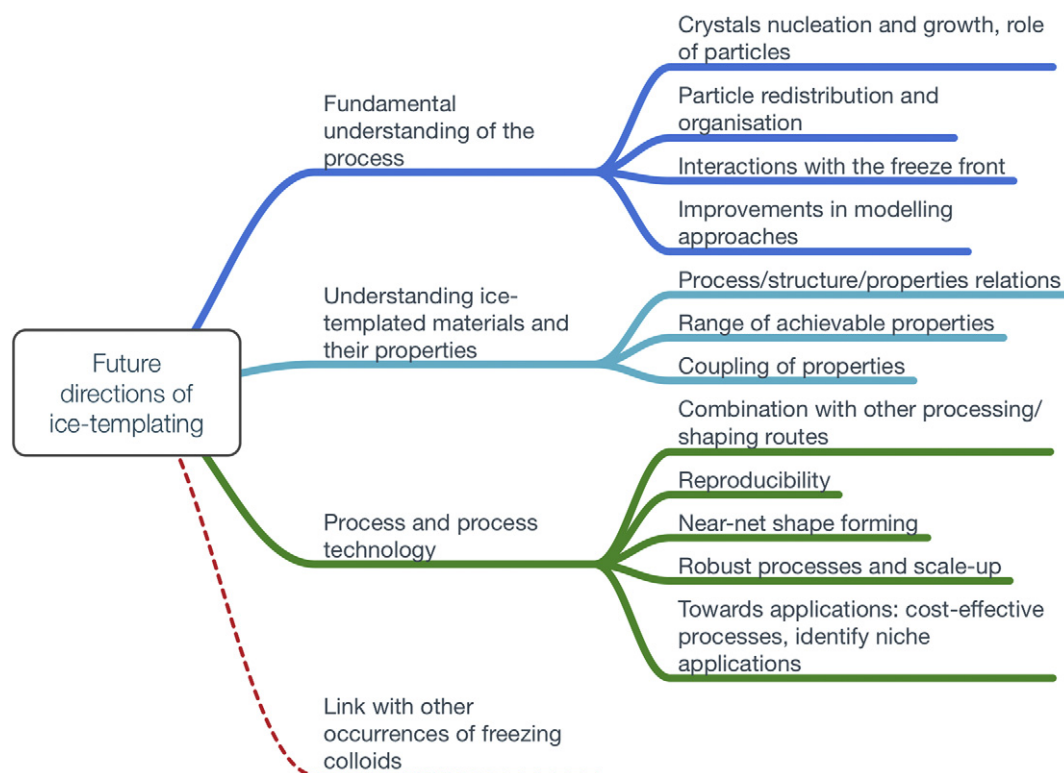 Future
directions of
ice-templating
Fundamental
understanding of the
process
Crystals nucleation and growth, role
of particles
Particle redistribution and
organisation
Interactions with the freeze front
Improvements in modelling
approaches
Understanding ice-
templated materials and
their properties
Process/structure/properties relations
Range of achievable properties
Coupling of properties
Process and process
technology
Combination with other processing/
shaping routes
Reproducibility
Near-net shape forming
Robust processes and scale-up
Towards applications: cost-effective
processes, identify niche
applications
Link with other
occurrences of freezing
colloids